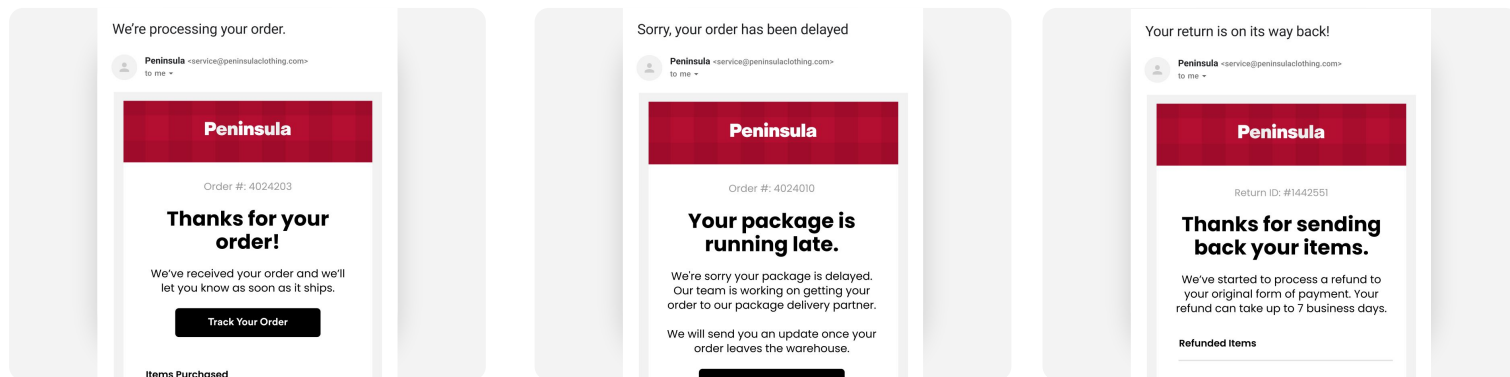 We're processing your order.
Peninsula <service@peninsulaclothing.com>
to me
Peninsula
Order #: 4024203
Thanks for your
order!
We've received your order and we'll
let you know as soon as it ships.
Track Your Order
Items Purchased
Sorry, your order has been delayed
Peninsula <service@peninsulaclothing.com>
to me
Peninsula
Order #: 4024010
Your package is
running late.
We're sorry your package is delayed.
Our team is working on getting your
order to our package delivery partner.
We will send you an update once your
order leaves the warehouse.
Your return is on its way back!
Peninsula <service@peninsulaclothing.com>
to me
Peninsula
Return ID: #1442551
Thanks for sending
back your items.
We've started to process a refund to
your original form of payment. Your
refund can take up to 7 business days.
Refunded Items